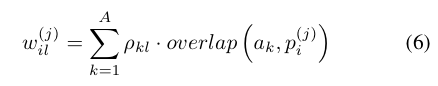 $w_{il}^{(j)} = \sum_{k=1}^{A} \rho_{kl} \cdot overlap\left(a_k, p_i^{(j)}\right)$ (6)